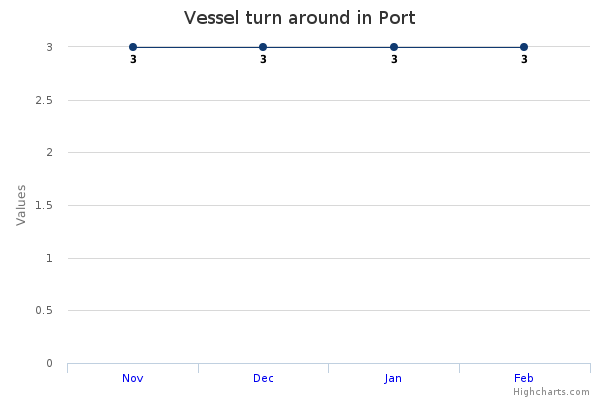 Vessel turn around in Port
3
2.5
2
1.5
1
0.5
0
Values
3 3 3 3
Nov Dec Jan Feb
Highcharts.com